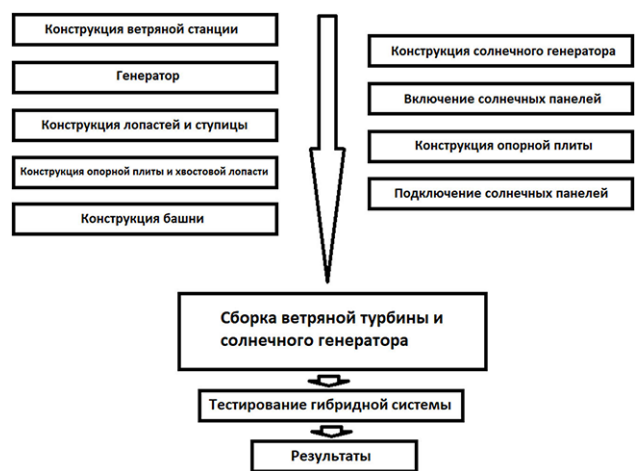 Конструкция ветряной станции
Генератор
Конструкция лопастей и ступицы
Конструкция опорной плиты и хвостовой лопасти
Конструкция башни
Конструкция солнечного генератора
Включение солнечных панелей
Конструкция опорной плиты
Подключение солнечных панелей
Сборка ветряной турбины и
солнечного генератора
Тестирование гибридной системы
Результаты